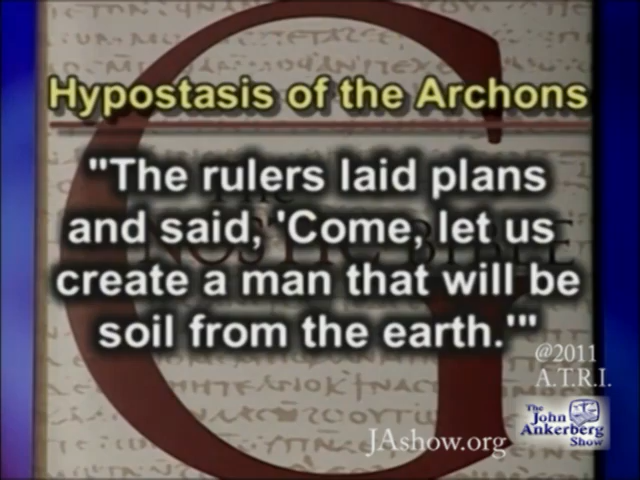 Hypostasis of the Archons
"The rulers laid plans
and said, 'Come, let us
create a man that will be
soil from the earth.'"
@2011
A.T.R.I.
The
John
Ankerberg
Show
JAshow.org